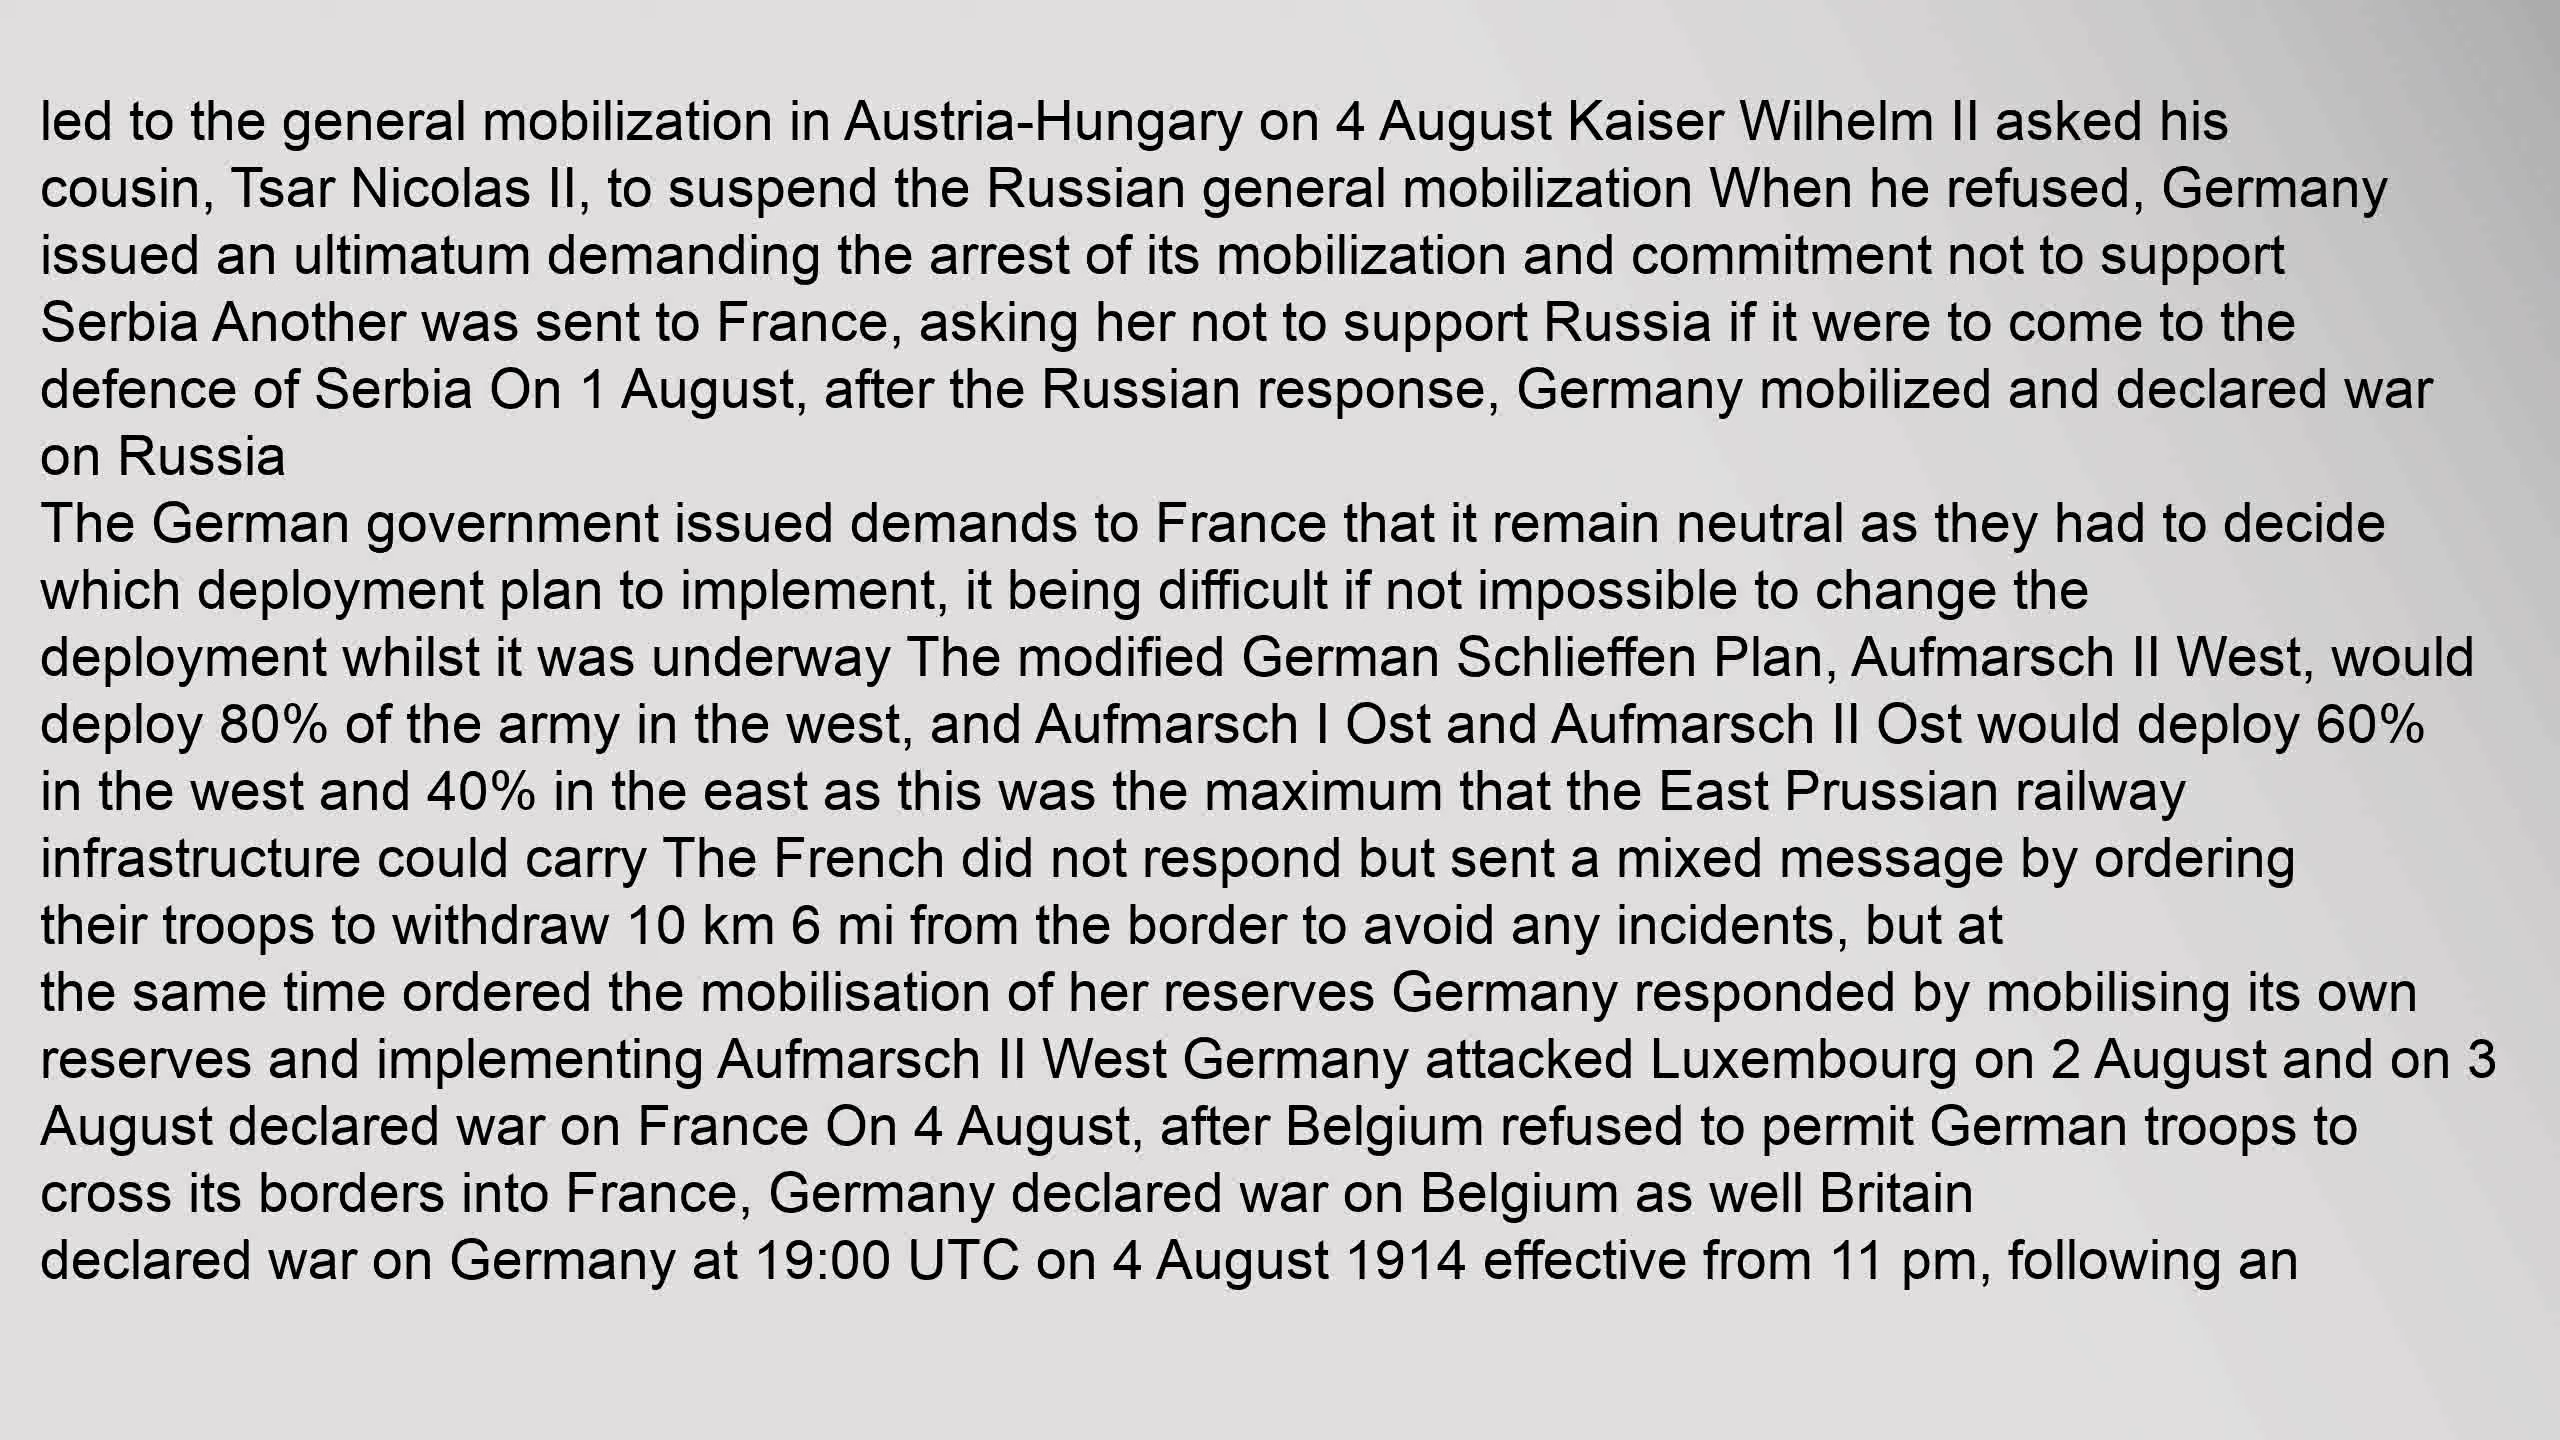 led to the general mobilization in Austria-Hungary on 4 August Kaiser Wilhelm II asked his
cousin, Tsar Nicolas II, to suspend the Russian general mobilization When he refused, Germany
issued an ultimatum demanding the arrest of its mobilization and commitment not to support
Serbia Another was sent to France, asking her not to support Russia if it were to come to the
defence of Serbia On 1 August, after the Russian response, Germany mobilized and declared war
on Russia
The German government issued demands to France that it remain neutral as they had to decide
which deployment plan to implement, it being difficult if not impossible to change the
deployment whilst it was underway The modified German Schlieffen Plan, Aufmarsch II West, would
deploy 80% of the army in the west, and Aufmarsch I Ost and Aufmarsch II Ost would deploy 60%
in the west and 40% in the east as this was the maximum that the East Prussian railway
infrastructure could carry The French did not respond but sent a mixed message by ordering
their troops to withdraw 10 km 6 mi from the border to avoid any incidents, but at
the same time ordered the mobilisation of her reserves Germany responded by mobilising its own
reserves and implementing Aufmarsch II West Germany attacked Luxembourg on 2 August and on 3
August declared war on France On 4 August, after Belgium refused to permit German troops to
cross its borders into France, Germany declared war on Belgium as well Britain
declared war on Germany at 19:00 UTC on 4 August 1914 effective from 11 pm, following an